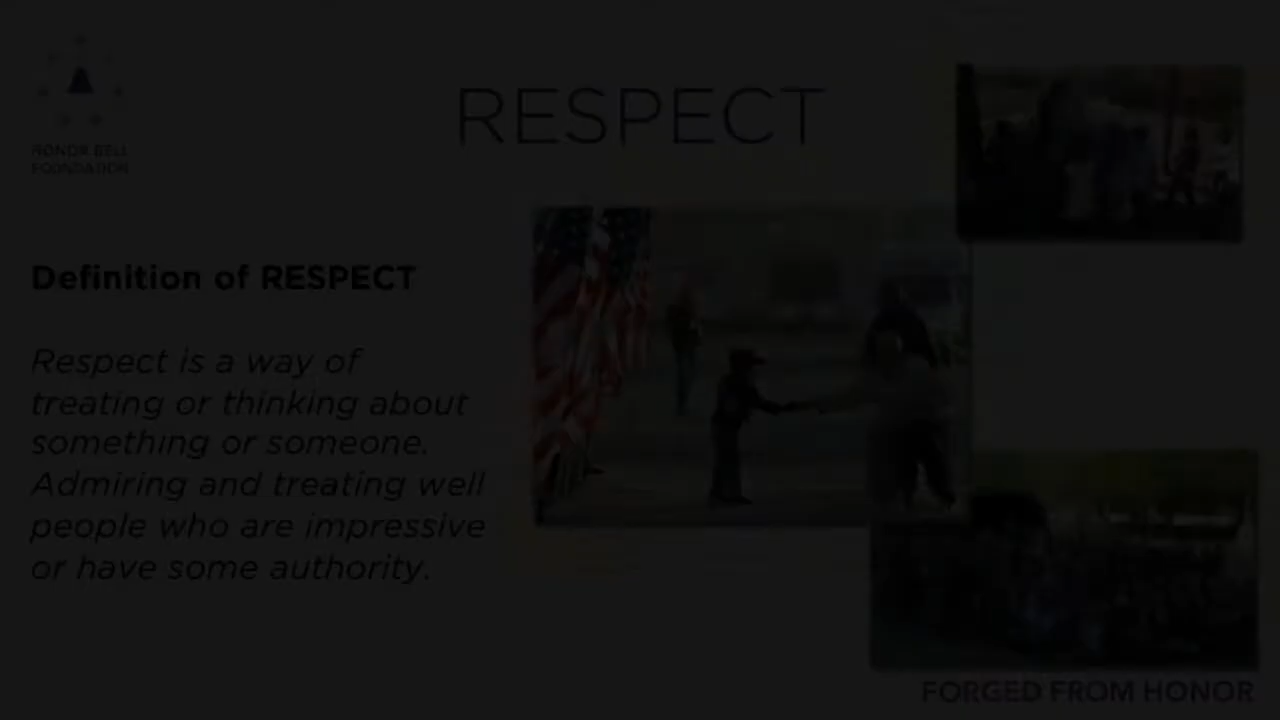 HONOR BELL
FOUNDATION
RESPECT
Definition of RESPECT
Respect is a way of
treating or thinking about
something or someone.
Admiring and treating well
people who are impressive
or have some authority.
FORGED FROM HONOR